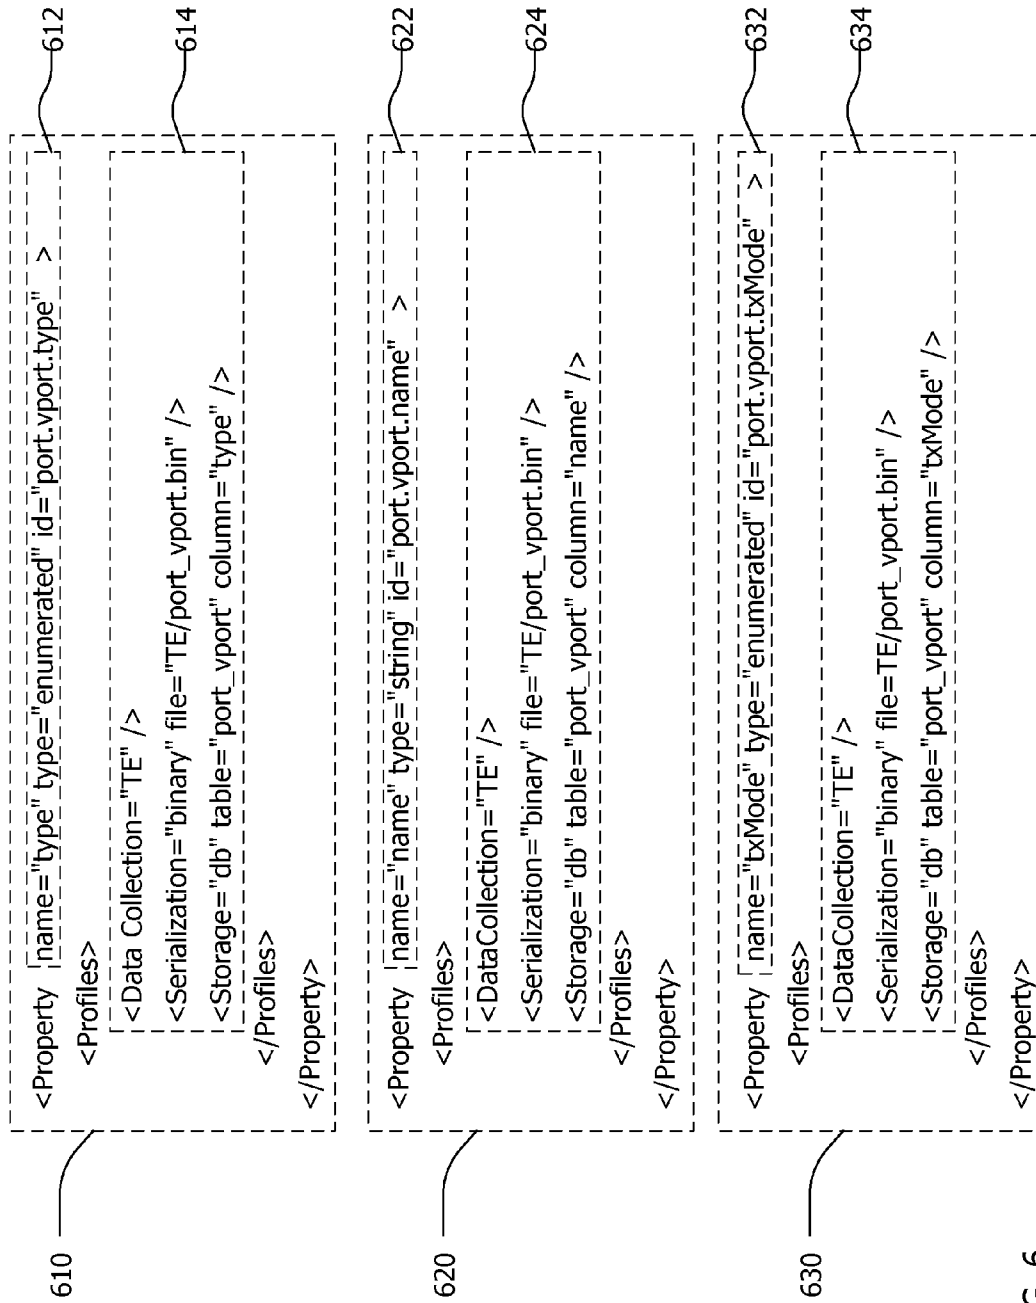 610
<Property name="type" type="enumerated" id="port.vport.type" >
612
<Profiles>
<Data Collection="TE" />
614
<Serialization="binary" file="TE/port_vport.bin" />
<Storage="db" table="port_vport" column="type" />
</Profiles>
</Property>
620
<Property name="name" type="string" id="port.vport.name" >
622
<Profiles>
<DataCollection="TE" />
624
<Serialization="binary" file="TE/port_vport.bin" />
<Storage="db" table="port_vport" column="name" />
</Profiles>
</Property>
630
<Property name="txMode" type="enumerated" id="port.vport.txMode" >
632
<Profiles>
<DataCollection="TE" />
634
<Serialization="binary" file=TE/port_vport.bin" />
<Storage="db" table="port_vport" column="txMode" />
</Profiles>
</Property>